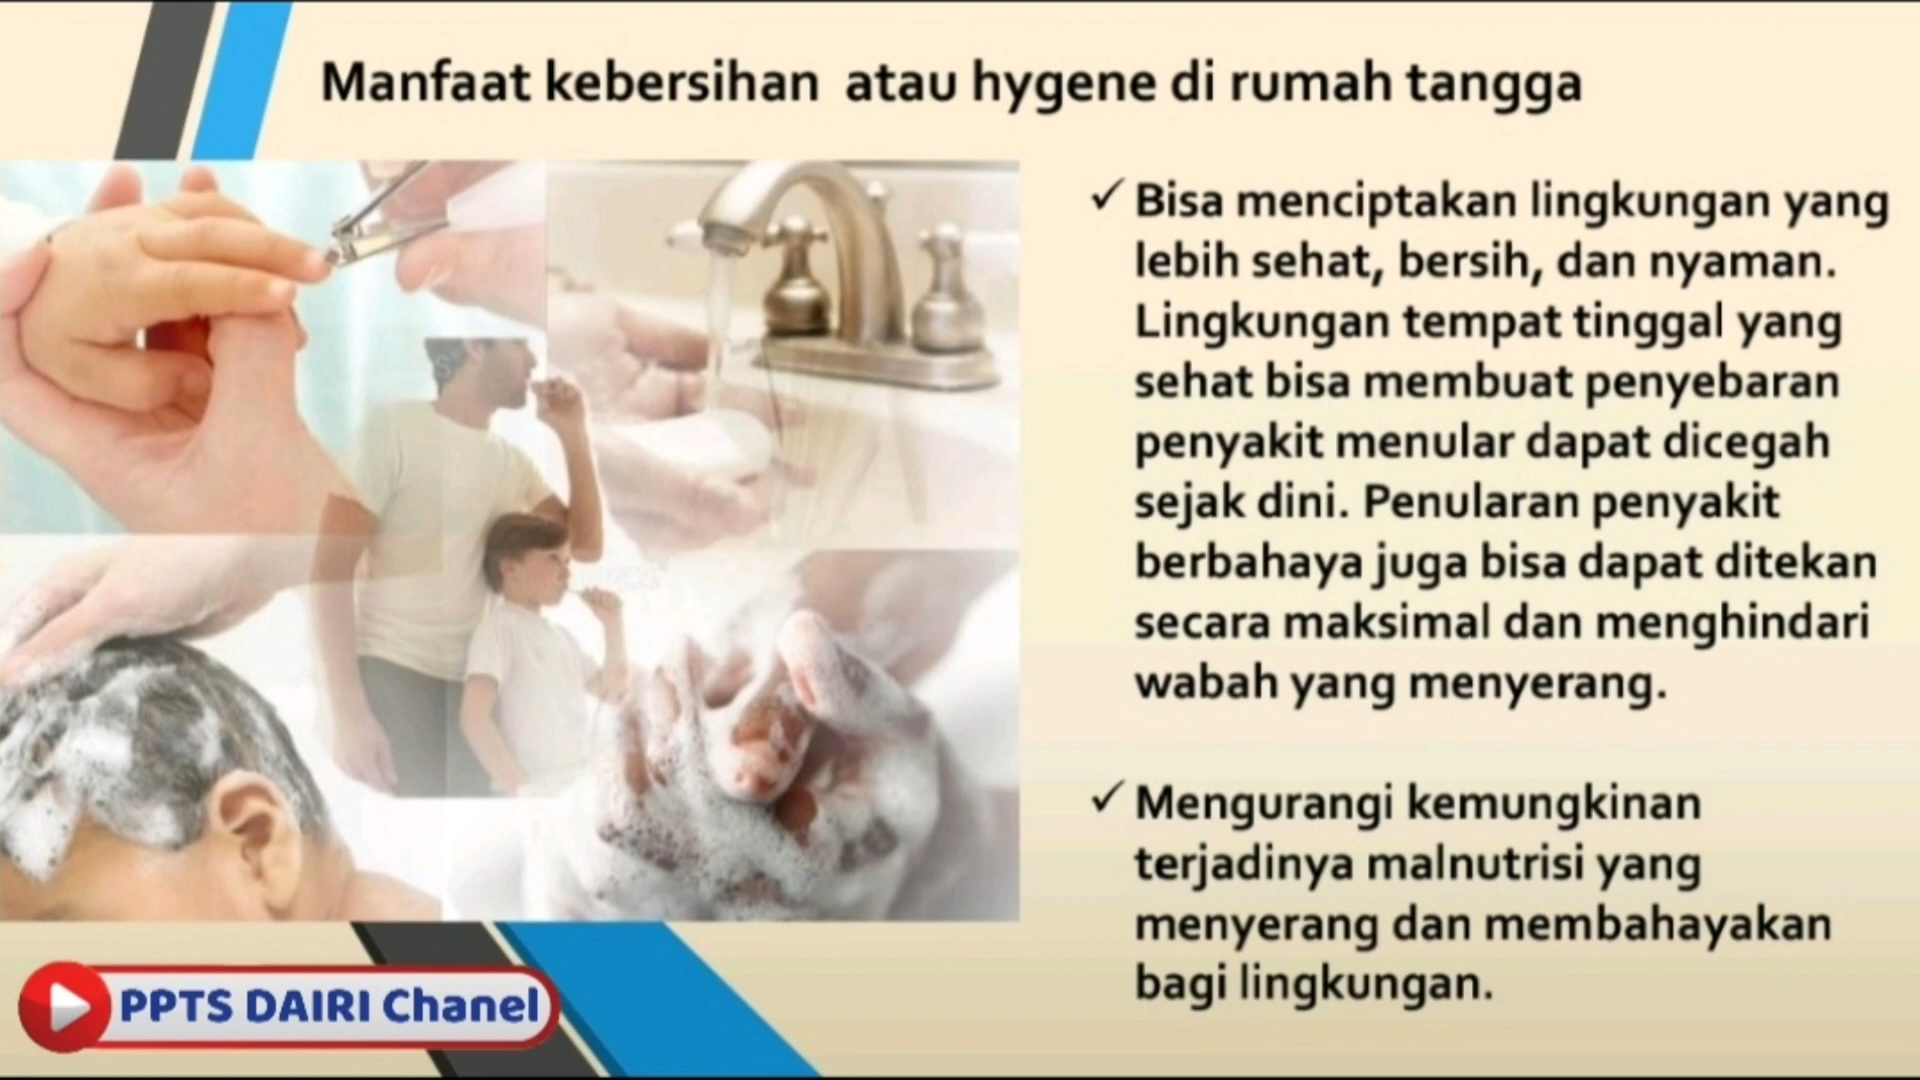 Manfaat kebersihan atau hygene di rumah tangga
✓ Bisa menciptakan lingkungan yang
lebih sehat, bersih, dan nyaman.
Lingkungan tempat tinggal yang
sehat bisa membuat penyebaran
penyakit menular dapat dicegah
sejak dini. Penularan penyakit
berbahaya juga bisa dapat ditekan
secara maksimal dan menghindari
wabah yang menyerang.
✓ Mengurangi kemungkinan
terjadinya malnutrisi yang
menyerang dan membahayakan
bagi lingkungan.
PPTS DAIRI Chanel